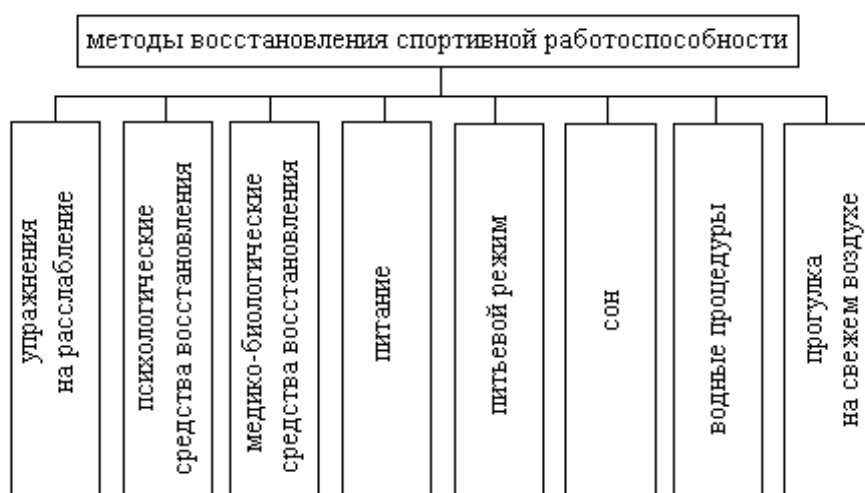 методы восстановления спортивной работоспособности
упражнения
на расслабление
психологические
средства восстановления
медико-биологические
средства восстановления
питание
питьевой режим
сон
водные процедуры
прогулка
на свежем воздухе